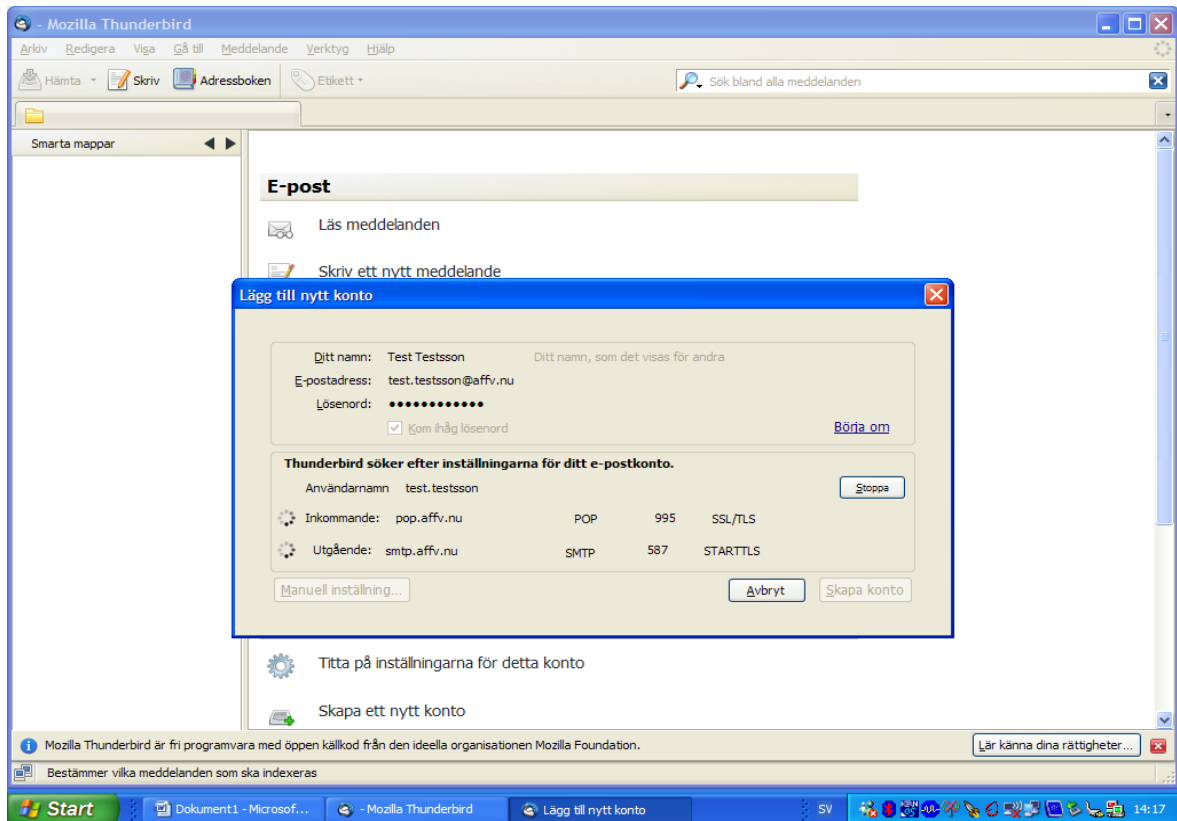 - Mozilla Thunderbird
Arkiv Redigera Visa Gå till Meddelande Verktyg Hjälp
Hämta Skriv Adressboken Etikett Sök bland alla meddelanden
Smarta mappar
E-post
Läs meddelanden
Skriv ett nytt meddelande
Lägg till nytt konto
Ditt namn: Test Testsson Ditt namn, som det visas för andra
E-postadress: test.testsson@affv.nu
Lösenord: ●●●●●●●●●●●●
Kom ihåg lösenord Börja om
Thunderbird söker efter inställningarna för ditt e-postkonto.
Användarnamn test.testsson Stoppa
Inkommande: pop.affv.nu POP 995 SSL/TLS
Utgående: smtp.affv.nu SMTP 587 STARTTLS
Manuell inställning... Avbryt Skapa konto
Titta på inställningarna för detta konto
Skapa ett nytt konto
Mozilla Thunderbird är fri programvara med öppen källkod från den ideella organisationen Mozilla Foundation. Lär känna dina rättigheter...
Bestämmer vilka meddelanden som ska indexeras
Start Dokument1 - Microsof... - Mozilla Thunderbird Lägg till nytt konto SV 14:17